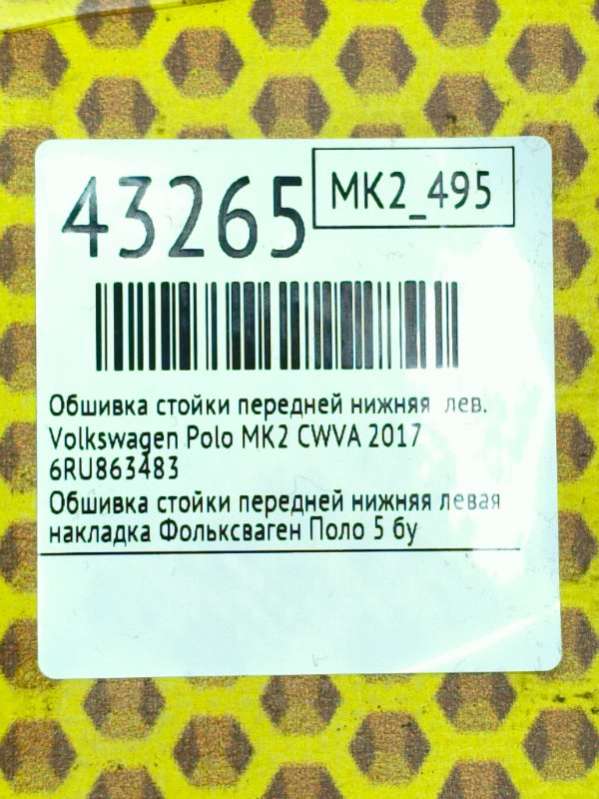 43265
MK2_495
Обшивка стойки передней нижняя лев.
Volkswagen Polo MK2 CWVA 2017
6RU863483
Обшивка стойки передней нижняя левая
накладка Фольксваген Поло 5 бу